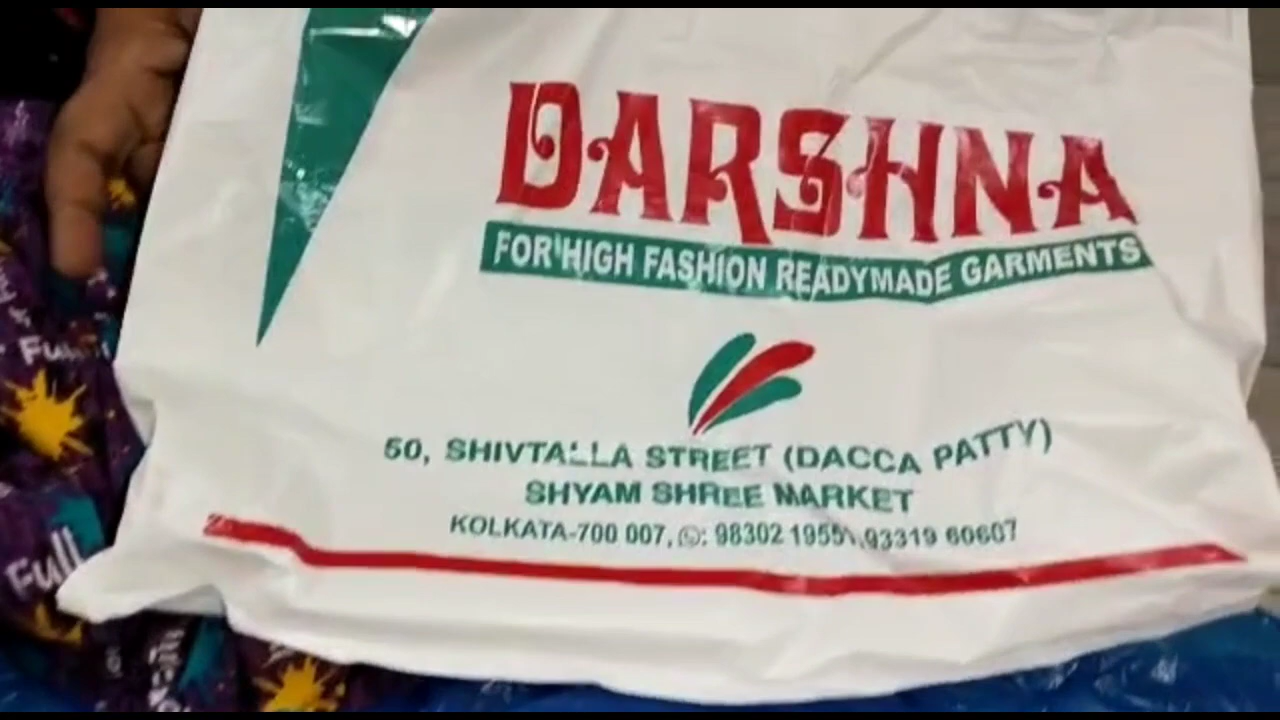 DARSHNA
FOR HIGH FASHION READYMADE GARMENTS
50, SHIVTALLA STREET (DACCA PATTY)
SHYAM SHREE MARKET
KOLKATA-700 007, : 98302 19551, 93319 60607
Full